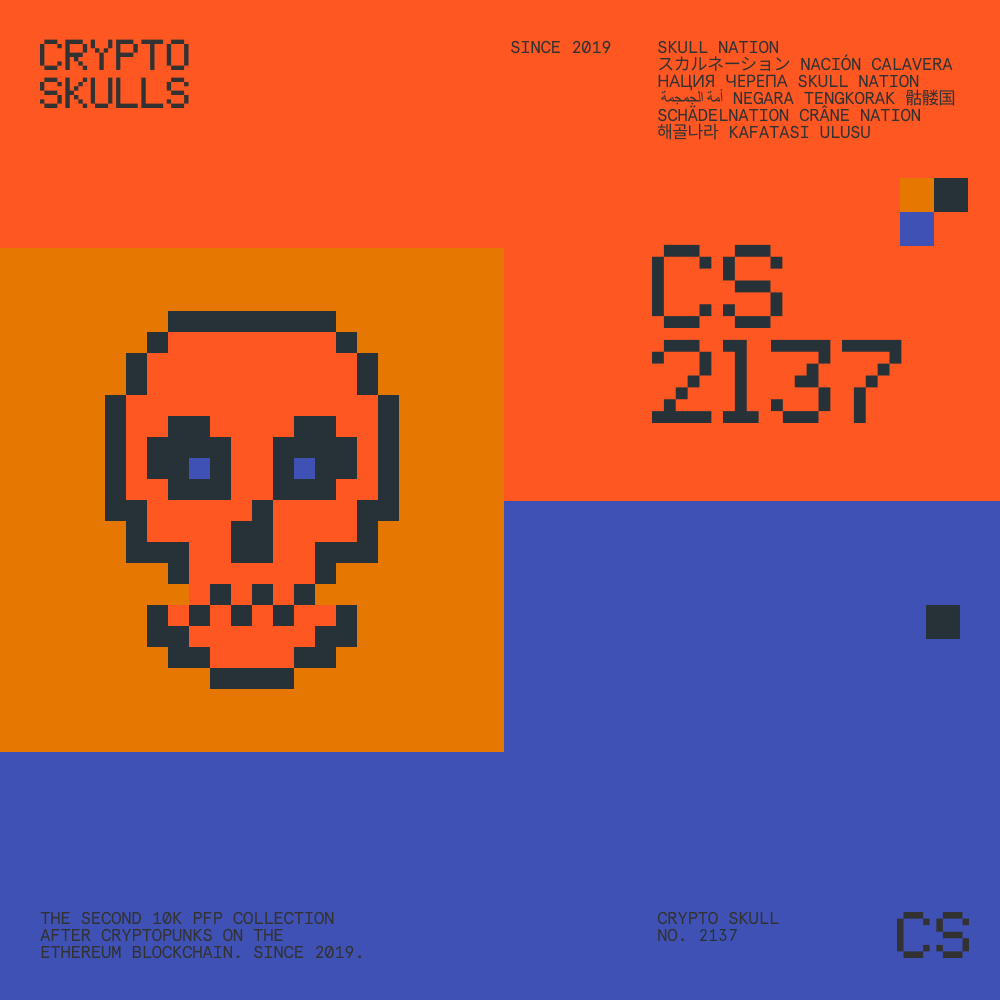 CRYPTO
SKULLS
SINCE 2019
SKULL NATION
スカルネーション NACIÓN CALAVERA
НАЦИЯ ЧЕРЕПА SKULL NATION
أمة الجمجمة NEGARA TENGKORAK 骷髅国
SCHÄDELNATION CRÂNE NATION
해골나라 KAFATASI ULUSU
CS
2137
THE SECOND 10K PFP COLLECTION
AFTER CRYPTOPUNKS ON THE
ETHEREUM BLOCKCHAIN. SINCE 2019.
CRYPTO SKULL
NO. 2137
CS